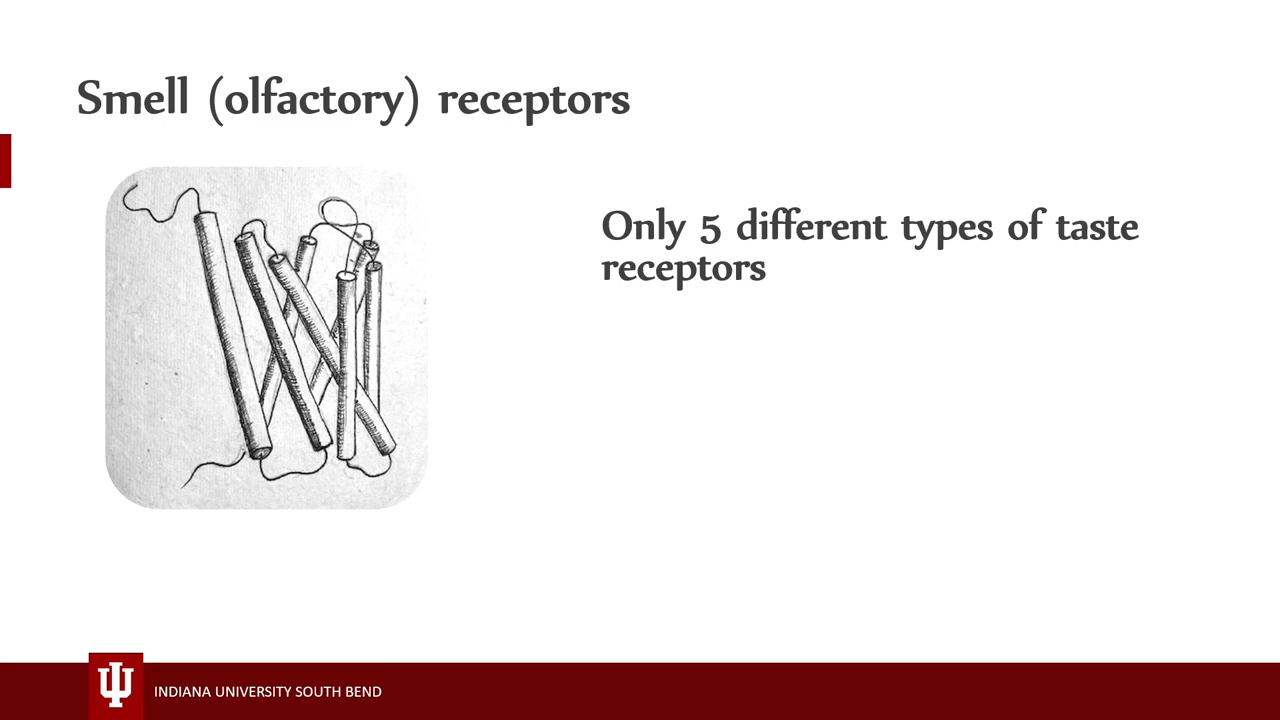 Smell (olfactory) receptors
Only 5 different types of taste
receptors
INDIANA UNIVERSITY SOUTH BEND